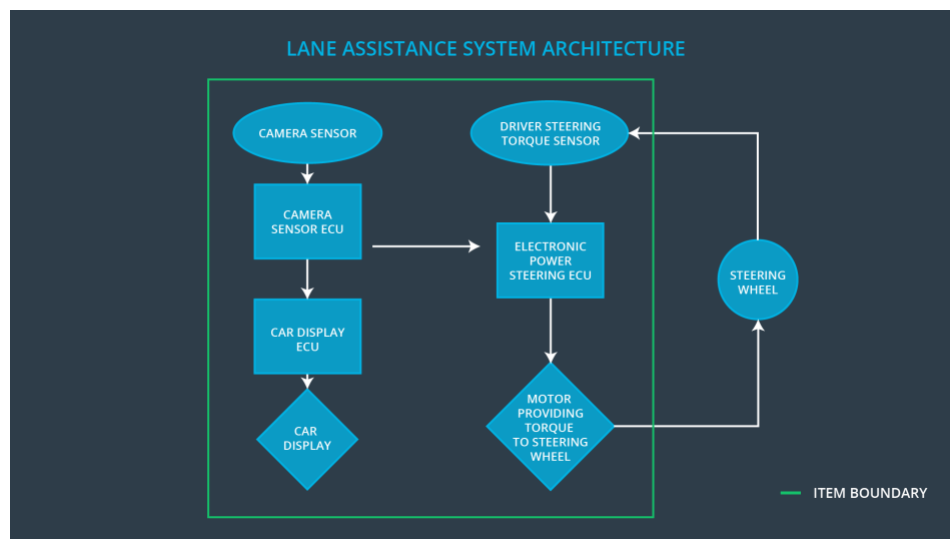 LANE ASSISTANCE SYSTEM ARCHITECTURE
CAMERA SENSOR
CAMERA
SENSOR ECU
CAR DISPLAY
ECU
CAR
DISPLAY
DRIVER STEERING
TORQUE SENSOR
ELECTRONIC
POWER
STEERING ECU
MOTOR
PROVIDING
TORQUE
TO STEERING
WHEEL
STEERING
WHEEL
ITEM BOUNDARY